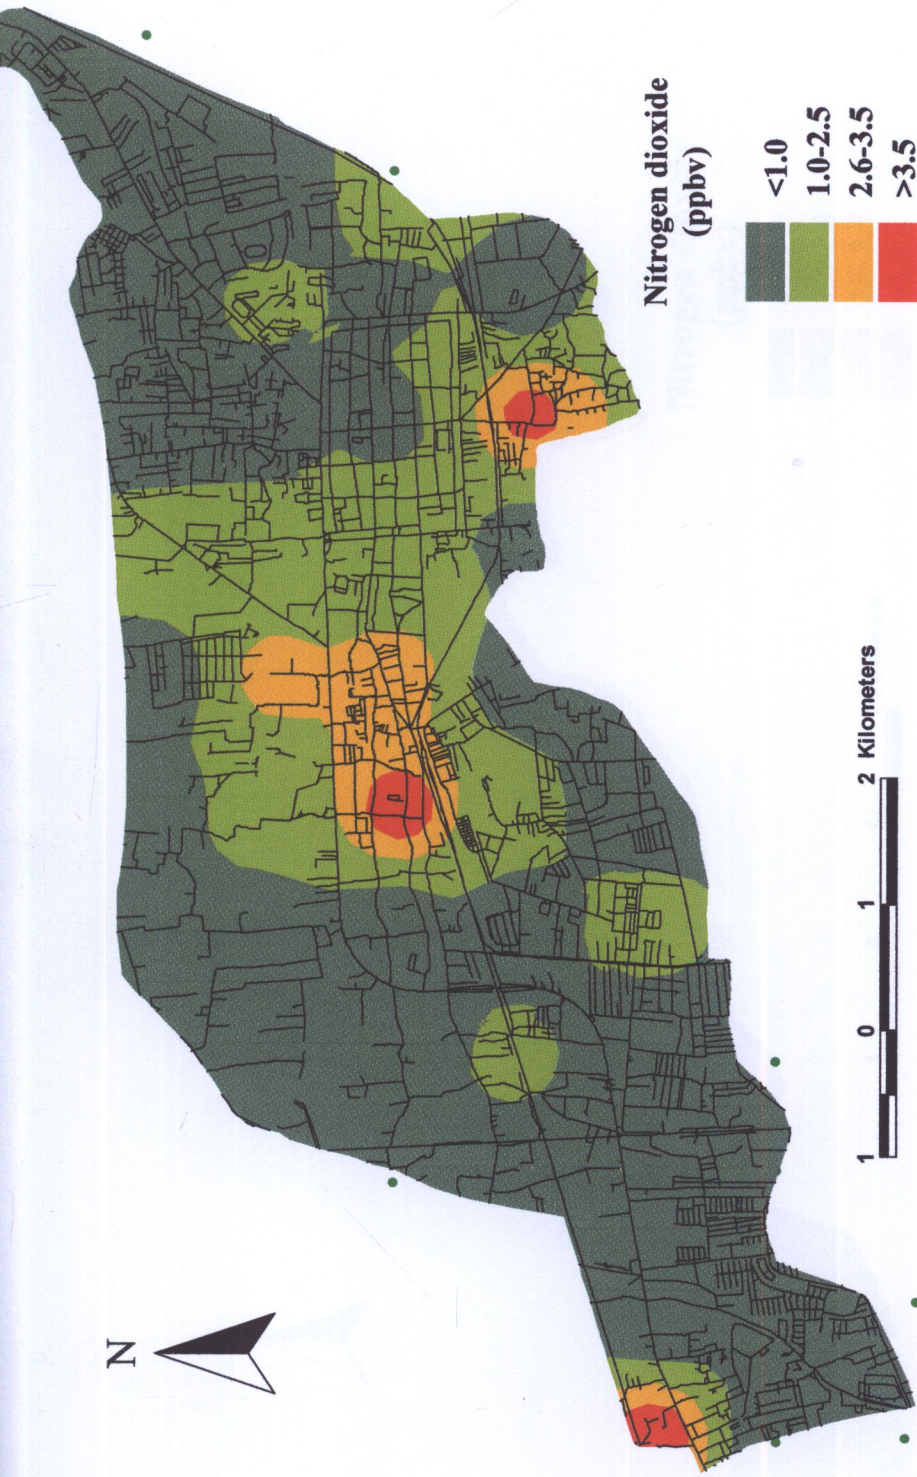 N
Nitrogen dioxide
(ppbv)
<1.0
1.0-2.5
2.6-3.5
>3.5
1 0 1 2 Kilometers